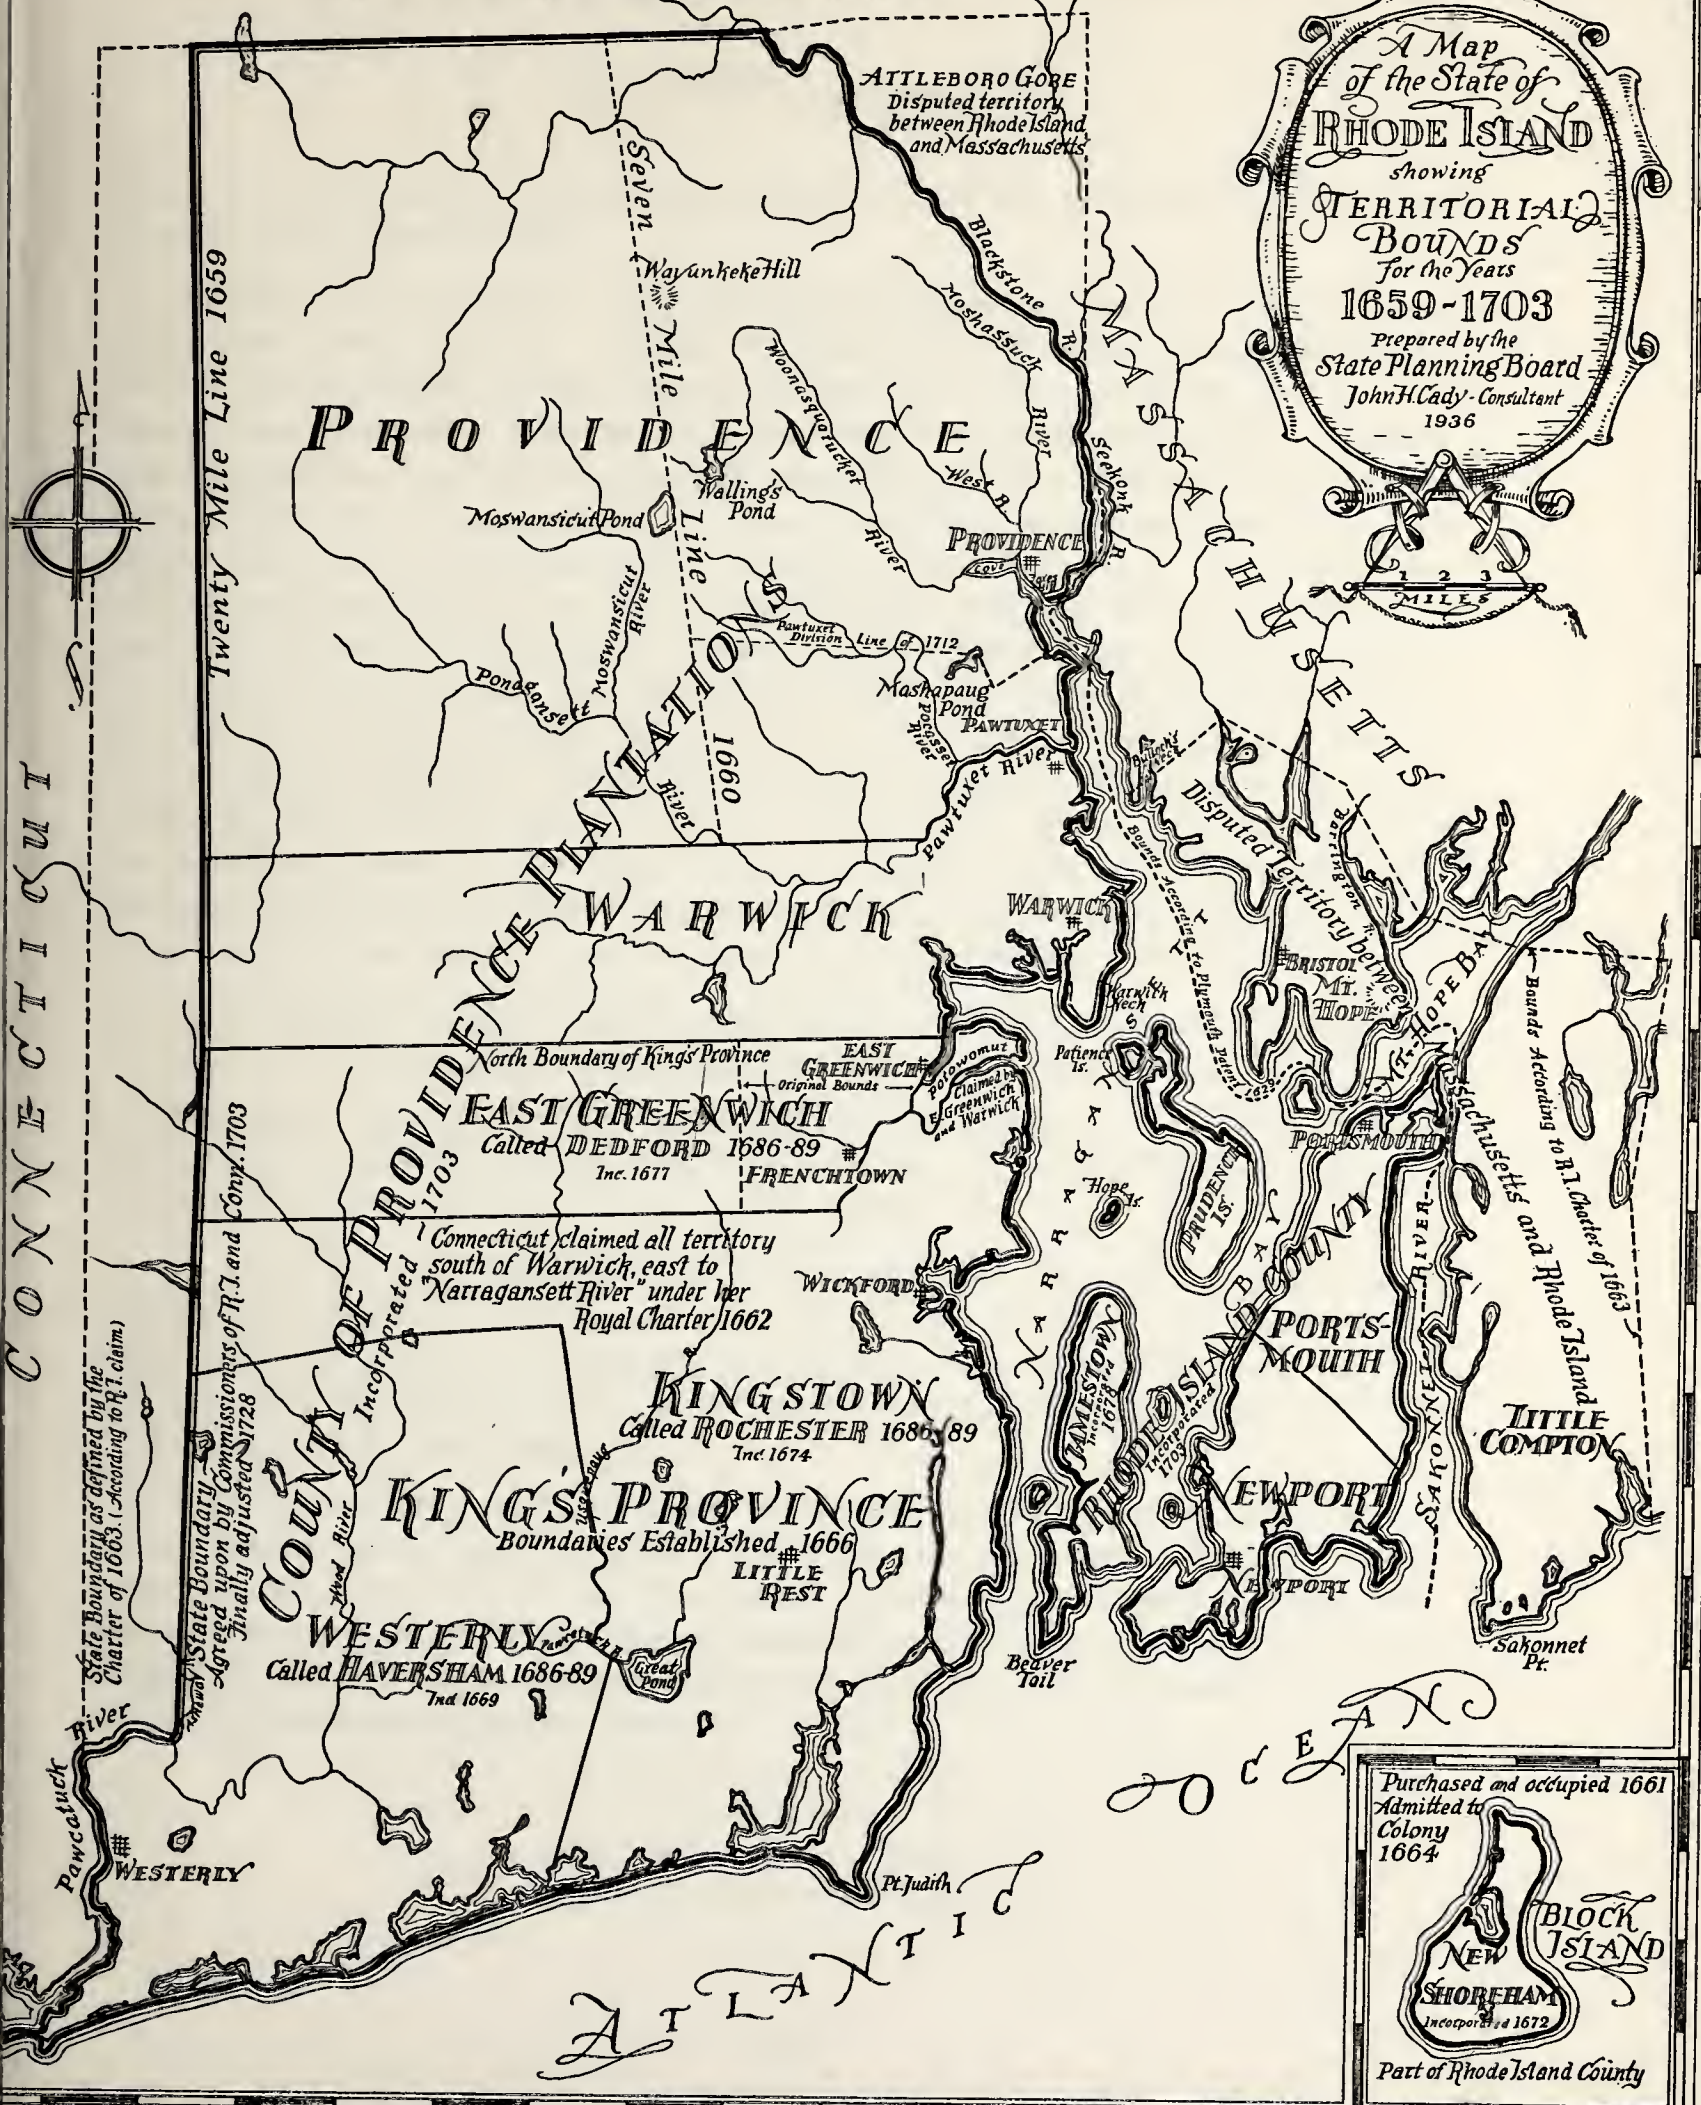 A Map
of the State of
RHODE ISLAND
showing
TERRITORIAL
BOUNDS
for the Years
1659-1703
Prepared by the
State Planning Board
John H. Cady - Consultant
1936
1 2 3
MILES
ATTLEBORO GORE
Disputed territory
between Rhode Island
and Massachusetts
Seven Mile Line 1660
Twenty Mile Line 1659
Wayunkeke Hill
Blackstone R.
Moshassuck River
Woonasquatucket River
West R.
Seekonk R.
MASSACHUSETTS
PROVIDENCE
Walling's
Pond
Moswansicut Pond
PROVIDENCE
Cove
Moswansicut
River
Ponagansett River
Pawtuxet
Division Line of 1712
Mashapaug
Pond
Pocasset
River
PAWTUXET
Pawtuxet River
Bullock's
Neck
CONNECTICUT
COUNTY OF PROVIDENCE PLANTATIONS
Incorporated 1703
WARWICK
WARWICK
Warwick
Neck
Disputed Territory between Massachusetts and Rhode Island
Barrington R.
Bounds According to Plymouth Patent 1629
BRISTOL
MT.
HOPE
MT. HOPE BAY
Bounds According to R.I. Charter of 1663
North Boundary of King's Province
EAST
GREENWICH
Original Bounds
Potowomut
Claimed by
E. Greenwich
and Warwick
Patience
Is.
EAST GREENWICH
Called DEDFORD 1686-89
Inc. 1677
FRENCHTOWN
PORTSMOUTH
PRUDENCE
IS.
Hope
Is.
NARRAGANSETT BAY
Connecticut claimed all territory
south of Warwick, east to
"Narragansett River" under her
Royal Charter 1662
WICKFORD
RHODE ISLAND COUNTY
Incorporated
1703
JAMESTOWN
Incorporated
1678
PORTS-
MOUTH
SAKONNET RIVER
LITTLE
COMPTON
State Boundary as defined by the
Charter of 1663. (According to R.I. claim)
State Boundary
Agreed upon by Commissioners of R.I. and Conn. 1703
Finally adjusted 1728
KINGSTOWN
Called ROCHESTER 1686-89
Inc. 1674
KING'S PROVINCE
Boundaries Established 1666
LITTLE
REST
Wood River
Usquepaug
NEWPORT
NEWPORT
WESTERLY
Called HAVERSHAM 1686-89
Inc. 1669
Pawcatuck R.
Great
Pond
Beaver
Tail
Sakonnet
Pt.
Ashaway
Pawcatuck River
WESTERLY
Pt. Judith
ATLANTIC OCEAN
Purchased and occupied 1661
Admitted to
Colony
1664
BLOCK
ISLAND
NEW
SHOREHAM
Incorporated 1672
Part of Rhode Island County